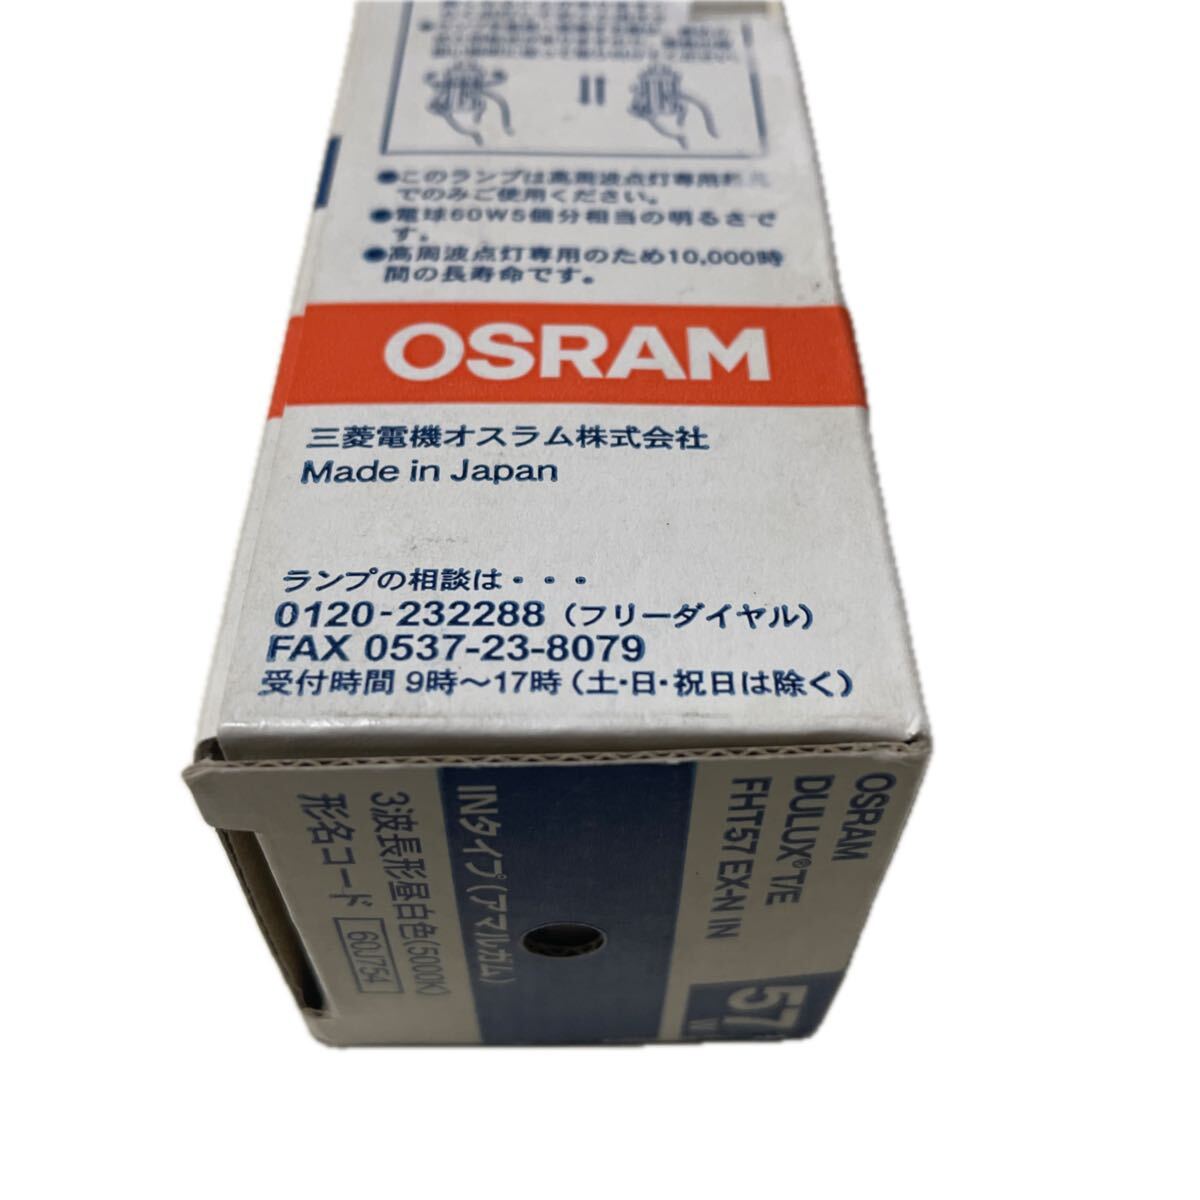 ●このランプは高周波点灯専用
でのみご使用ください。
●電球60W5個分相当の明るさで
す。
●高周波点灯専用のため10,000時
間の長寿命です。
OSRAM
三菱電機オスラム株式会社
Made in Japan
ランプの相談は・・・
0120-232288（フリーダイヤル）
FAX 0537-23-8079
受付時間 9時～17時（土・日・祝日は除く）
OSRAM
DULUX®T/E
FHT57EX-N IN
57
W
INタイプ（アマルガム）
3波長形昼白色(5000K)
形名コード 60J754